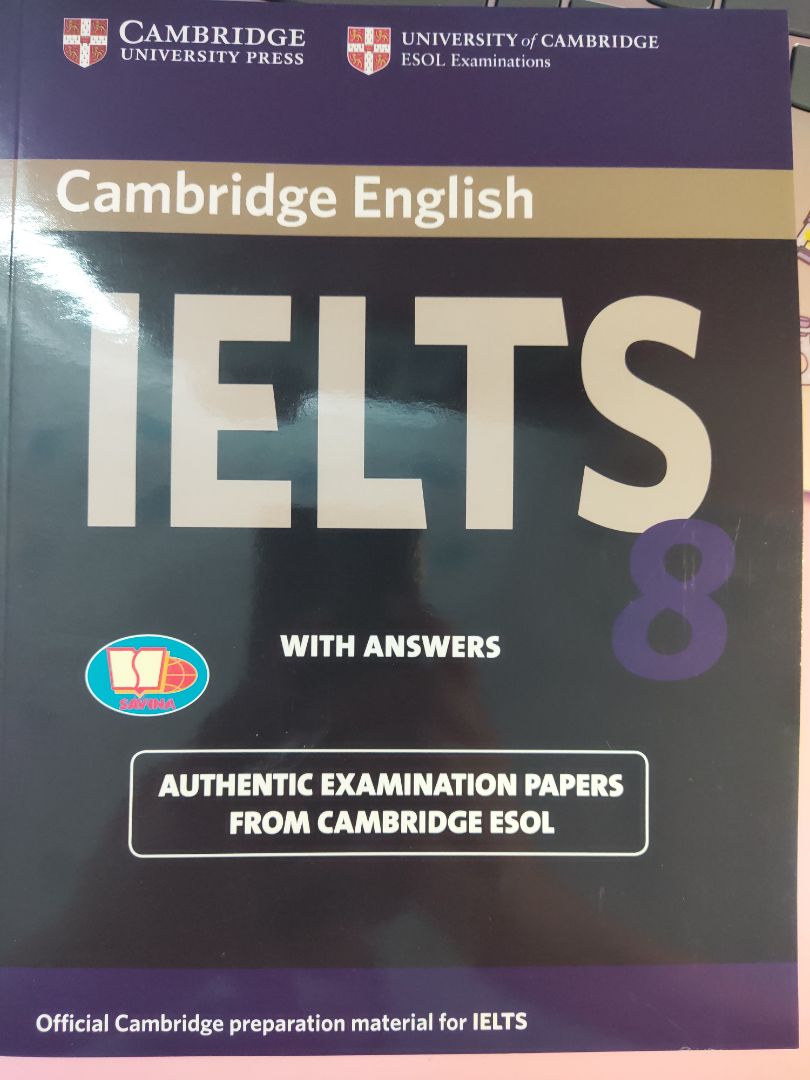 CAMBRIDGE
UNIVERSITY PRESS
UNIVERSITY of CAMBRIDGE
ESOL Examinations
Cambridge English
IELTS
8
WITH ANSWERS
SAVINA
AUTHENTIC EXAMINATION PAPERS
FROM CAMBRIDGE ESOL
Official Cambridge preparation material for IELTS